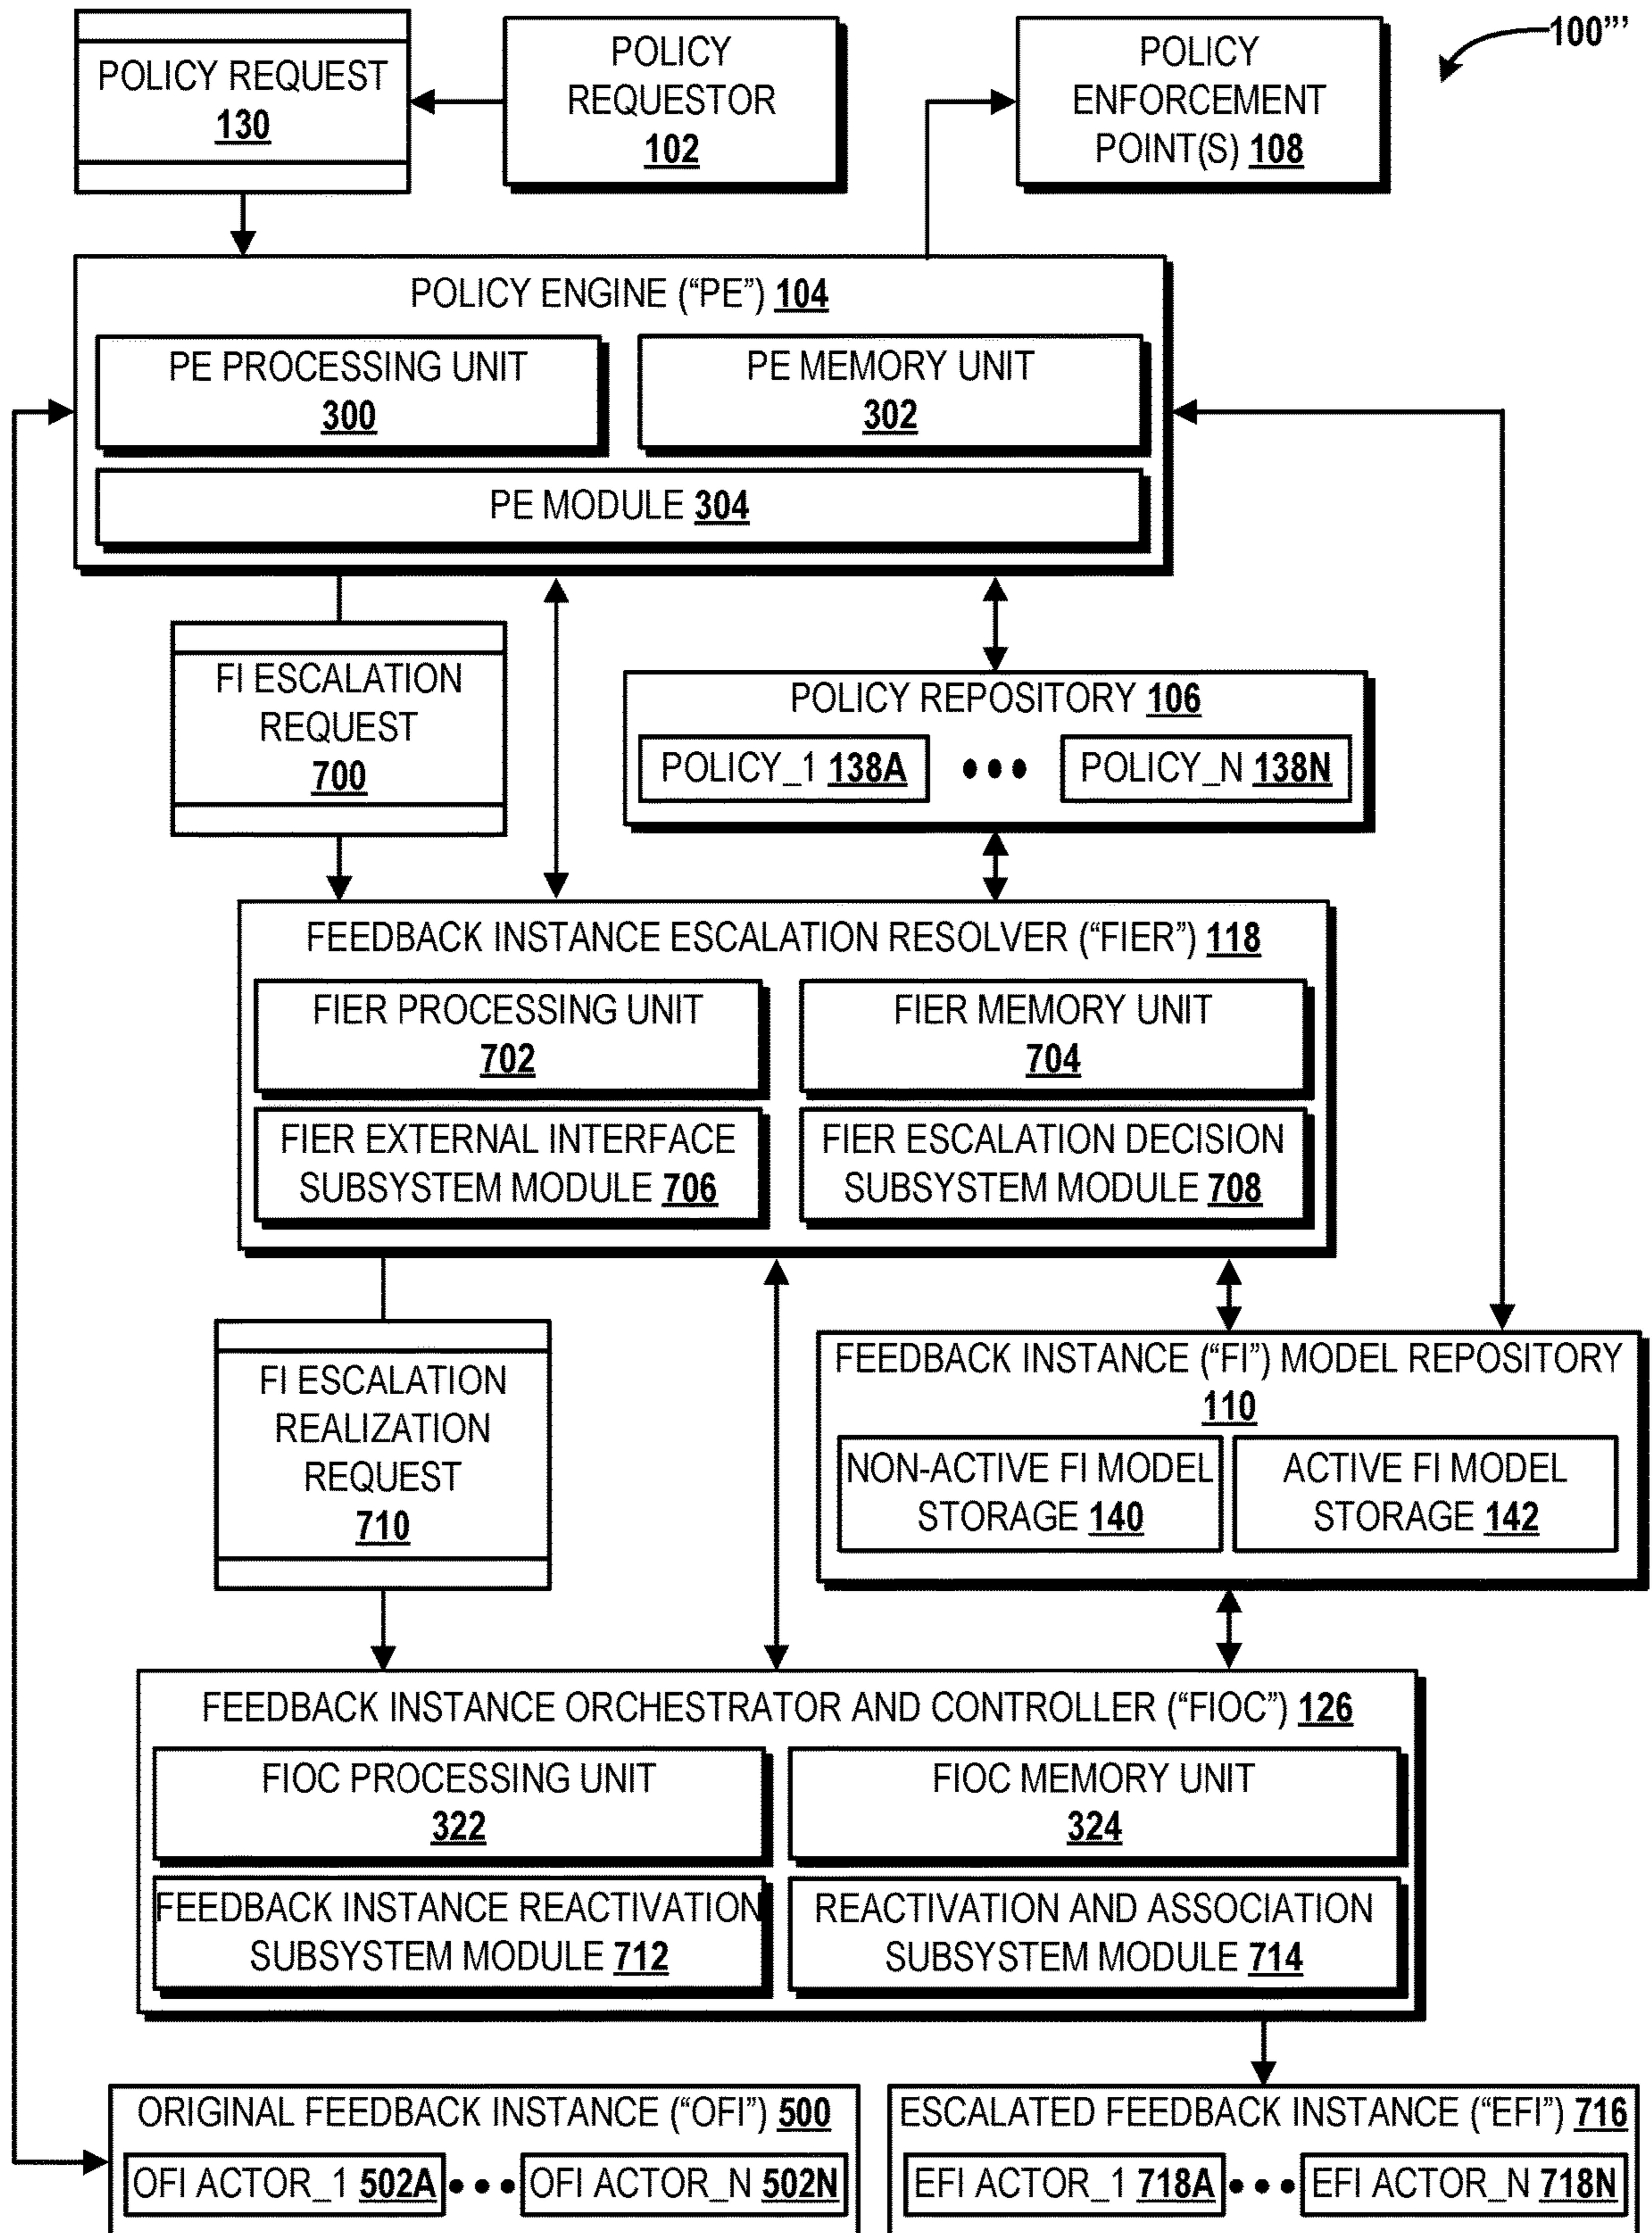 POLICY REQUEST
130
POLICY
REQUESTOR
102
POLICY
ENFORCEMENT
POINT(S) 108
100’’’
POLICY ENGINE (“PE”) 104
PE PROCESSING UNIT
300
PE MEMORY UNIT
302
PE MODULE 304
FI ESCALATION
REQUEST
700
POLICY REPOSITORY 106
POLICY_1 138A
•••
POLICY_N 138N
FEEDBACK INSTANCE ESCALATION RESOLVER (“FIER”) 118
FIER PROCESSING UNIT
702
FIER MEMORY UNIT
704
FIER EXTERNAL INTERFACE
SUBSYSTEM MODULE 706
FIER ESCALATION DECISION
SUBSYSTEM MODULE 708
FI ESCALATION
REALIZATION
REQUEST
710
FEEDBACK INSTANCE (“FI”) MODEL REPOSITORY
110
NON-ACTIVE FI MODEL
STORAGE 140
ACTIVE FI MODEL
STORAGE 142
FEEDBACK INSTANCE ORCHESTRATOR AND CONTROLLER (“FIOC”) 126
FIOC PROCESSING UNIT
322
FIOC MEMORY UNIT
324
FEEDBACK INSTANCE REACTIVATION
SUBSYSTEM MODULE 712
REACTIVATION AND ASSOCIATION
SUBSYSTEM MODULE 714
ORIGINAL FEEDBACK INSTANCE (“OFI”) 500
OFI ACTOR_1 502A
•••
OFI ACTOR_N 502N
ESCALATED FEEDBACK INSTANCE (“EFI”) 716
EFI ACTOR_1 718A
•••
EFI ACTOR_N 718N